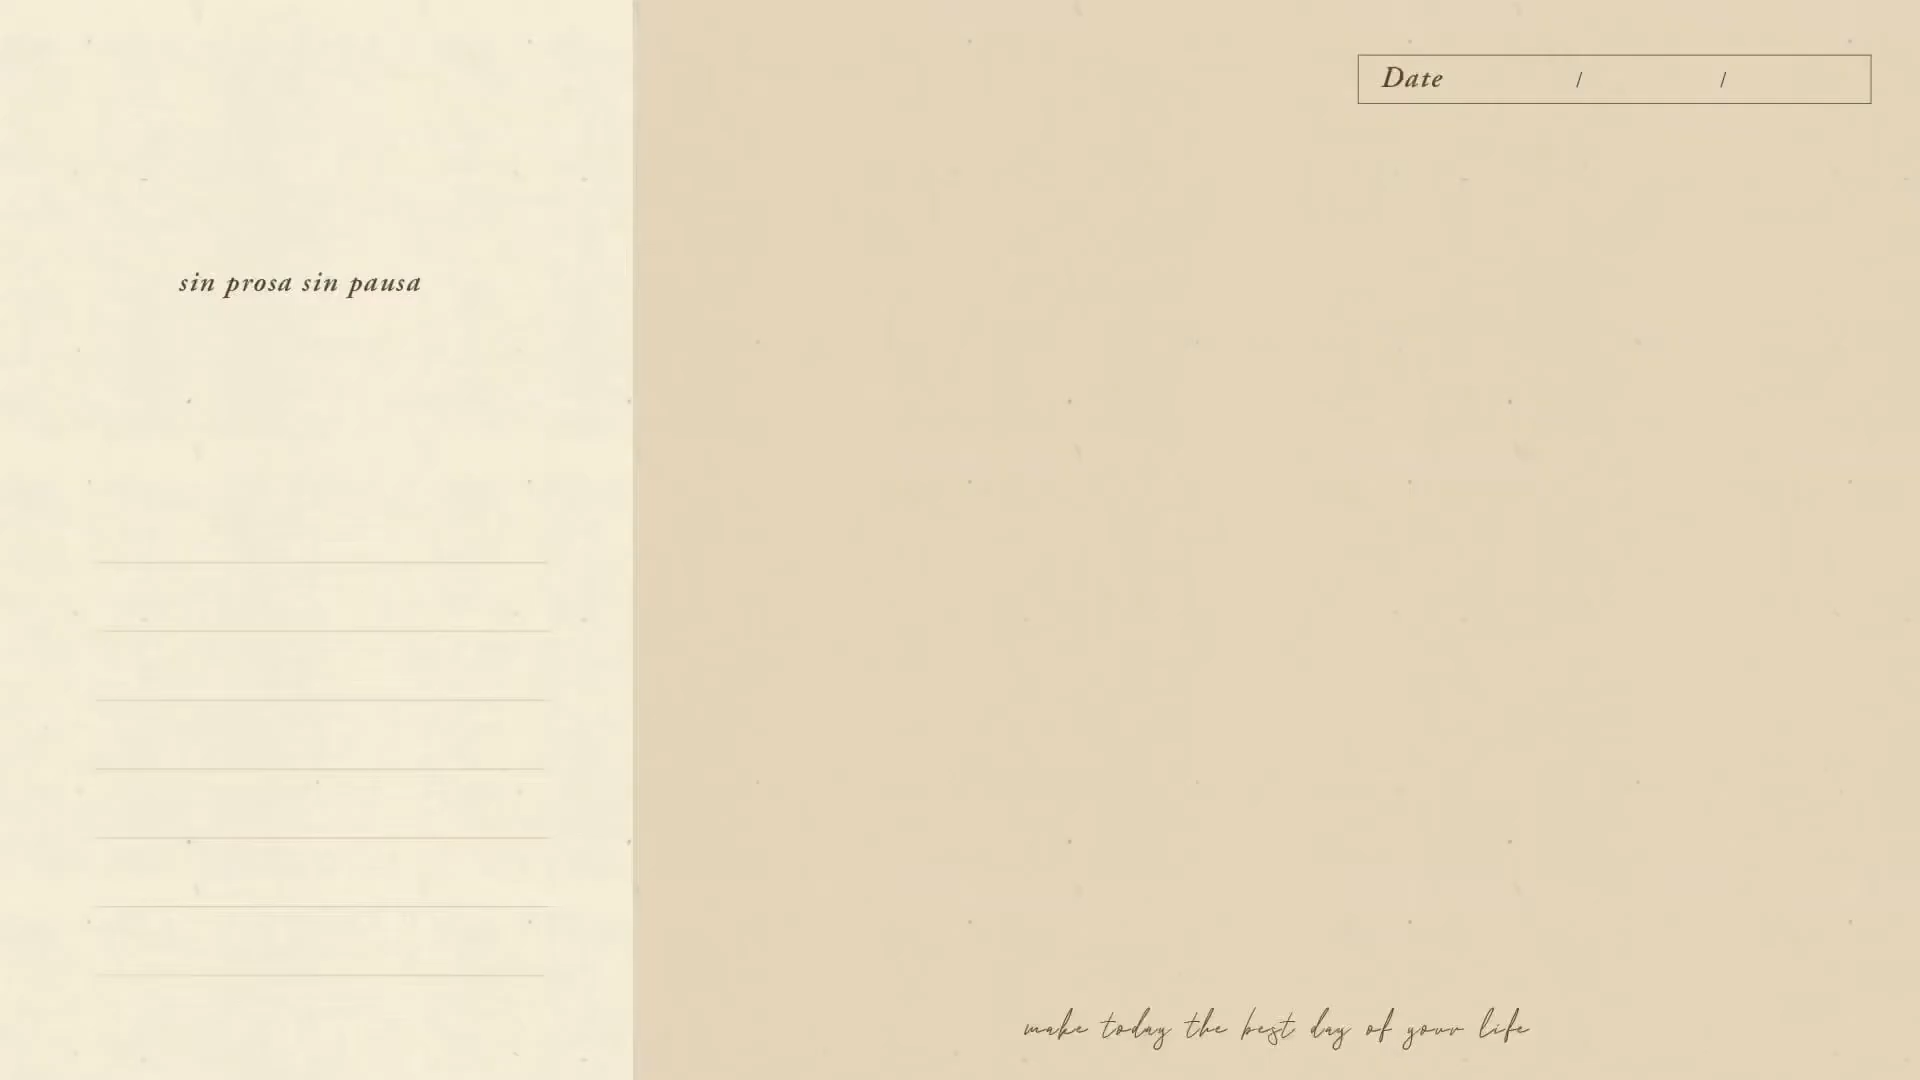 Date / /
sin prosa sin pausa
make today the best day of your life